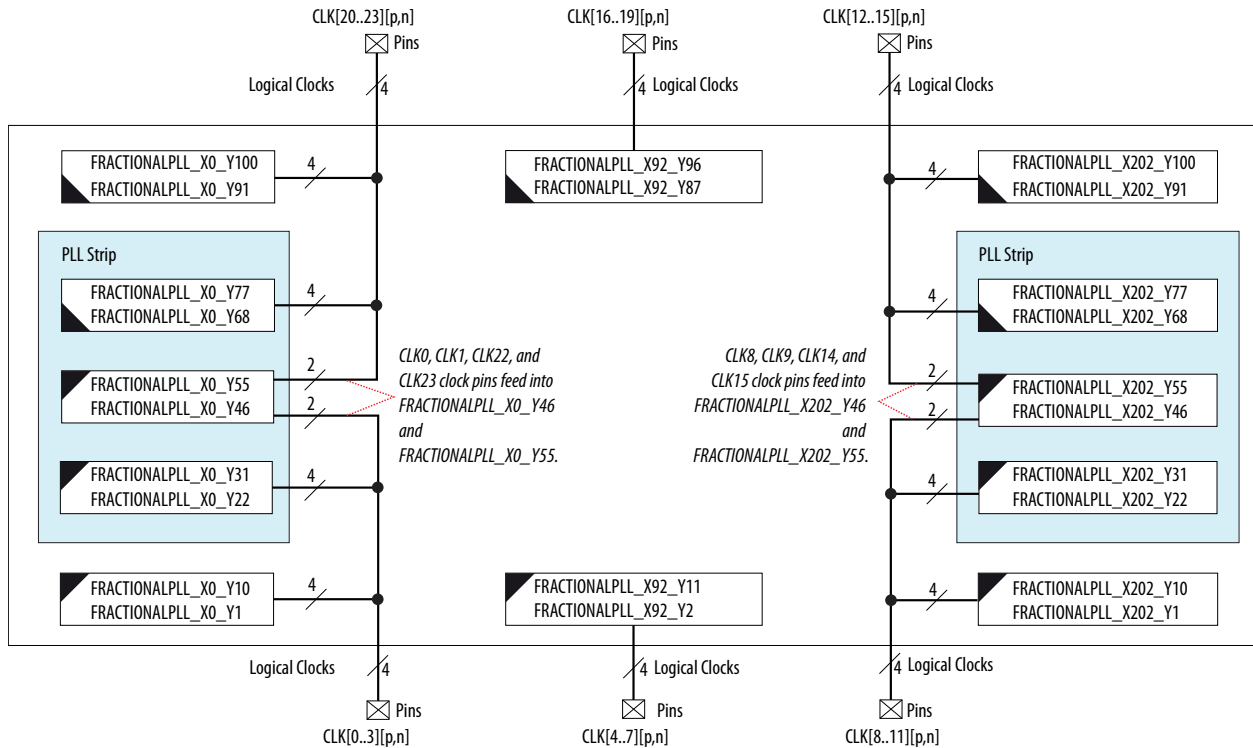 CLK[20..23][p,n]
CLK[16..19][p,n]
CLK[12..15][p,n]
Pins
Pins
Pins
Logical Clocks
4
4
Logical Clocks
4
Logical Clocks
FRACTIONALPLL_X0_Y100
FRACTIONALPLL_X0_Y91
4
FRACTIONALPLL_X92_Y96
FRACTIONALPLL_X92_Y87
4
FRACTIONALPLL_X202_Y100
FRACTIONALPLL_X202_Y91
PLL Strip
FRACTIONALPLL_X0_Y77
FRACTIONALPLL_X0_Y68
4
FRACTIONALPLL_X0_Y55
FRACTIONALPLL_X0_Y46
2
2
FRACTIONALPLL_X0_Y31
FRACTIONALPLL_X0_Y22
4
CLK0, CLK1, CLK22, and
CLK23 clock pins feed into
FRACTIONALPLL_X0_Y46
and
FRACTIONALPLL_X0_Y55.
CLK8, CLK9, CLK14, and
CLK15 clock pins feed into
FRACTIONALPLL_X202_Y46
and
FRACTIONALPLL_X202_Y55.
PLL Strip
4
FRACTIONALPLL_X202_Y77
FRACTIONALPLL_X202_Y68
2
2
FRACTIONALPLL_X202_Y55
FRACTIONALPLL_X202_Y46
4
FRACTIONALPLL_X202_Y31
FRACTIONALPLL_X202_Y22
FRACTIONALPLL_X0_Y10
FRACTIONALPLL_X0_Y1
4
FRACTIONALPLL_X92_Y11
FRACTIONALPLL_X92_Y2
4
FRACTIONALPLL_X202_Y10
FRACTIONALPLL_X202_Y1
Logical Clocks
4
4
Logical Clocks
4
Logical Clocks
Pins
Pins
Pins
CLK[0..3][p,n]
CLK[4..7][p,n]
CLK[8..11][p,n]